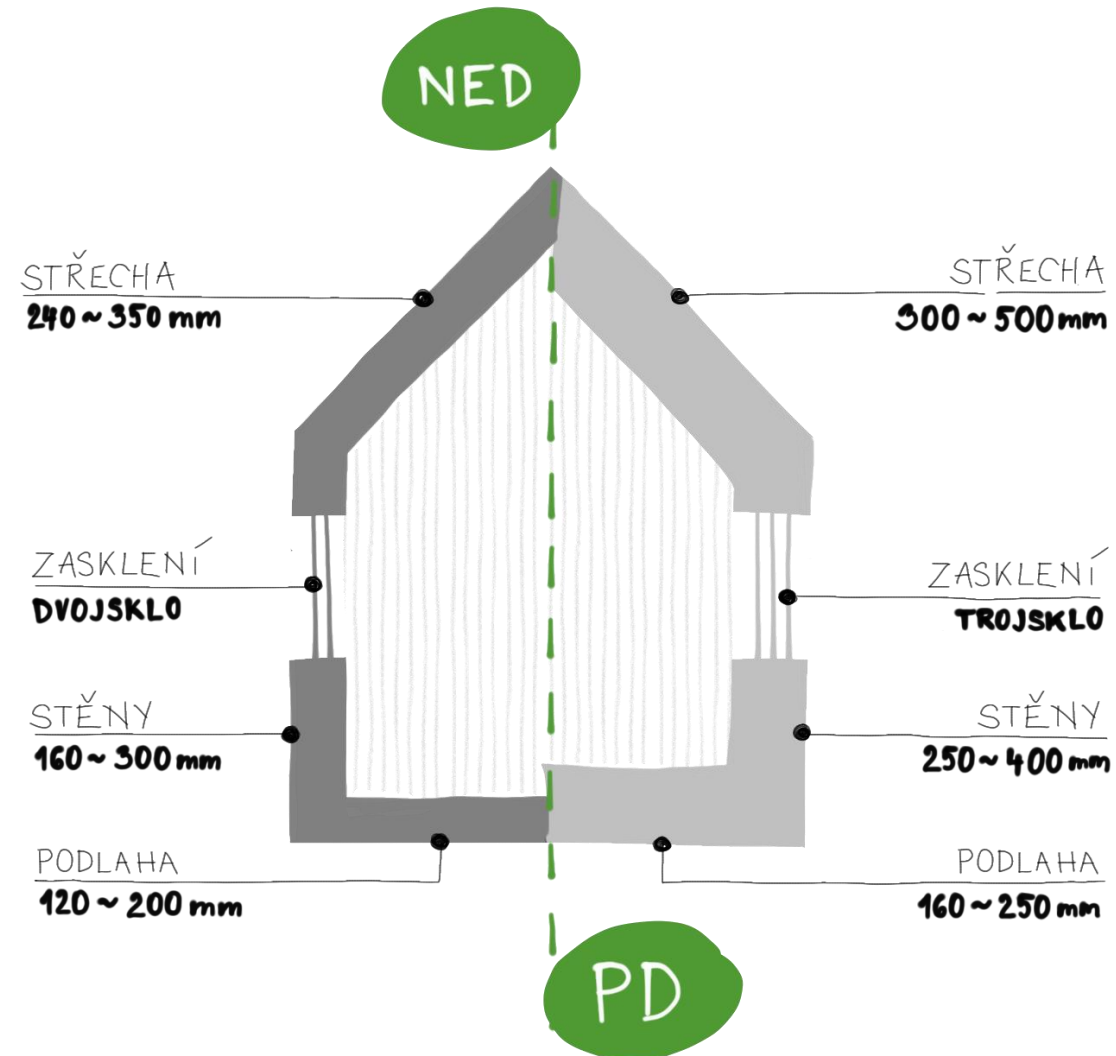 NED
STŘECHA
240 ~ 350 mm
STŘECHA
300 ~ 500 mm
ZASKLENÍ
DVOJSKLO
ZASKLENÍ
TROJSKLO
STĚNY
160 ~ 300 mm
STĚNY
250 ~ 400 mm
PODLAHA
120 ~ 200 mm
PODLAHA
160 ~ 250 mm
PD